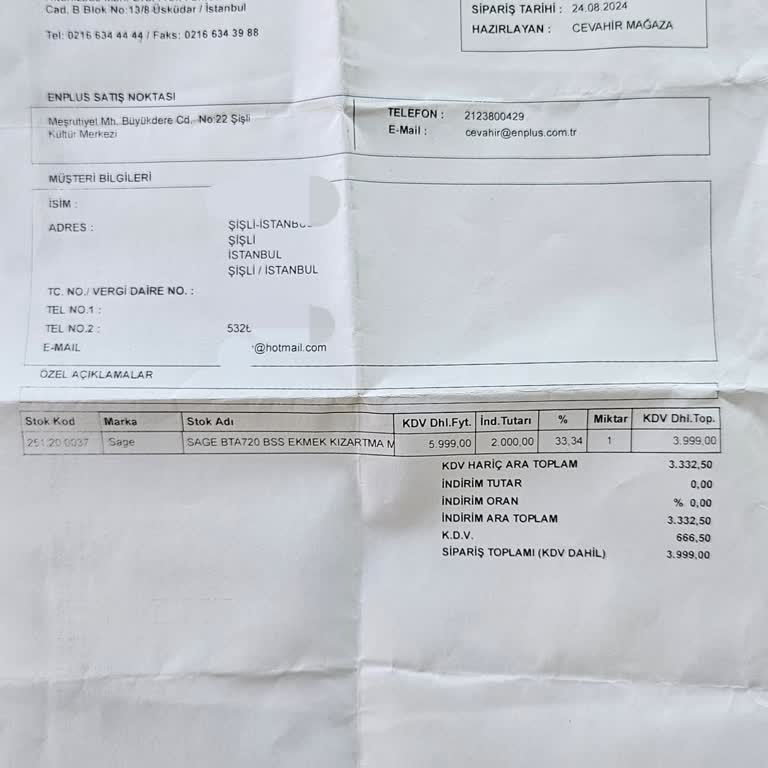 Cad. B Blok No:13/8 Üsküdar / İstanbul
Tel: 0216 634 44 44 / Faks: 0216 634 39 88
SİPARİŞ TARİHİ : 24.08.2024
HAZIRLAYAN : CEVAHİR MAĞAZA
ENPLUS SATIŞ NOKTASI
Meşrutiyet Mh. Büyükdere Cd. No:22 Şişli
Kültür Merkezi
TELEFON : 2123800429
E-Mail : cevahir@enplus.com.tr
MÜŞTERİ BİLGİLERİ
İSİM :
ADRES : ŞİŞLİ-İSTANBU
ŞİŞLİ
İSTANBUL
ŞİŞLİ / İSTANBUL
TC. NO./ VERGİ DAİRE NO. :
TEL NO.1 :
TEL NO.2 : 532
E-MAIL @hotmail.com
ÖZEL AÇIKLAMALAR
Stok Kod Marka Stok Adı KDV Dhl.Fyt. İnd.Tutarı % Miktar KDV Dhl.Top.
251.20.0037 Sage SAGE BTA720 BSS EKMEK KIZARTMA M 5.999,00 2.000,00 33,34 1 3.999,00
KDV HARİÇ ARA TOPLAM 3.332,50
İNDİRİM TUTAR 0,00
İNDİRİM ORAN % 0,00
İNDİRİM ARA TOPLAM 3.332,50
K.D.V. 666,50
SİPARİŞ TOPLAMI (KDV DAHİL) 3.999,00